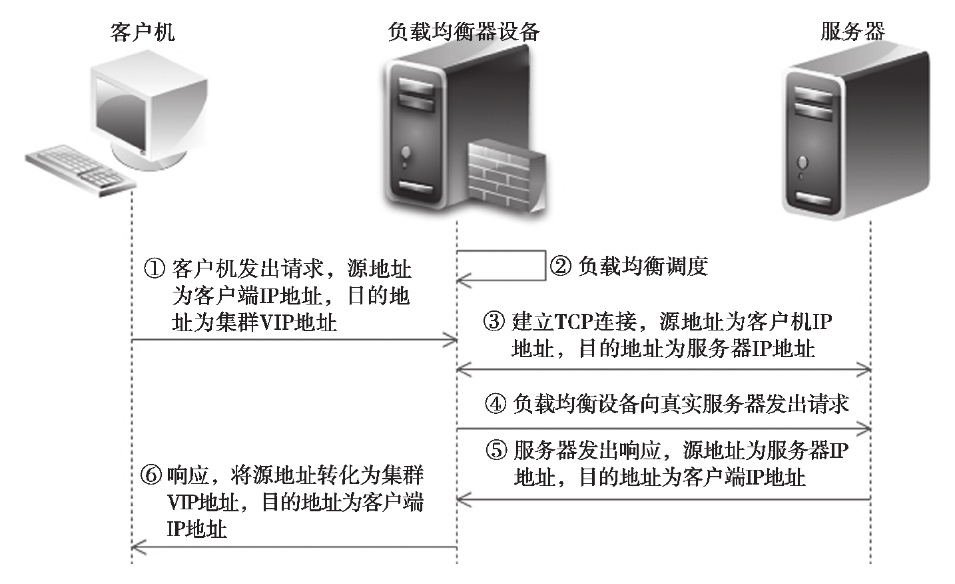 客户机
负载均衡器设备
服务器
① 客户机发出请求，源地址
为客户端IP地址，目的地
址为集群VIP地址
② 负载均衡调度
③ 建立TCP连接，源地址为客户机IP
地址，目的地址为服务器IP地址
④ 负载均衡设备向真实服务器发出请求
⑤ 服务器发出响应，源地址为服务器IP
地址，目的地址为客户端IP地址
⑥ 响应，将源地址转化为集群
VIP地址，目的地址为客户端
IP地址